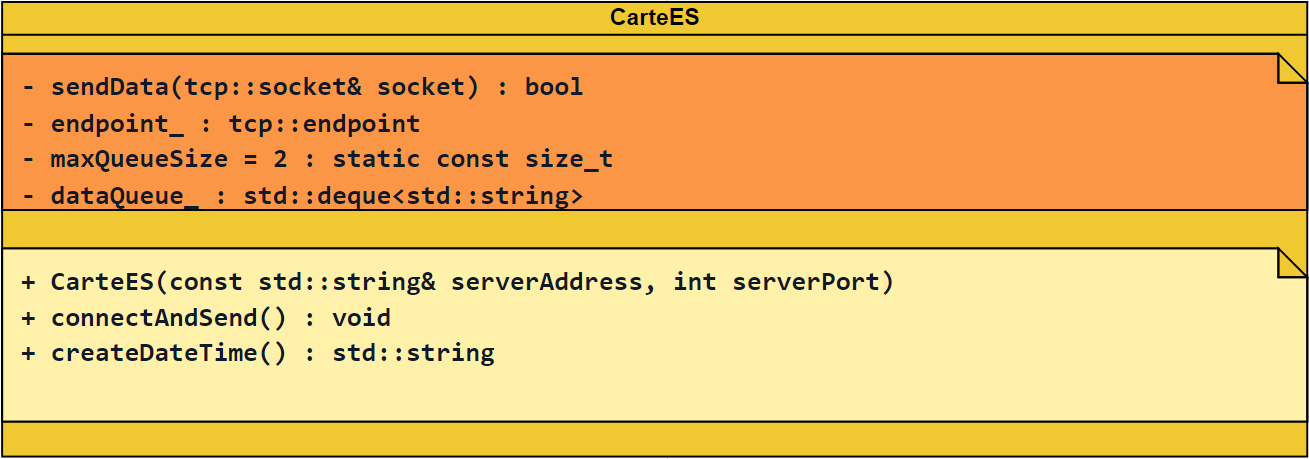 CarteES
- sendData(tcp::socket& socket) : bool
- endpoint_ : tcp::endpoint
- maxQueueSize = 2 : static const size_t
- dataQueue_ : std::deque<std::string>
+ CarteES(const std::string& serverAddress, int serverPort)
+ connectAndSend() : void
+ createDateTime() : std::string